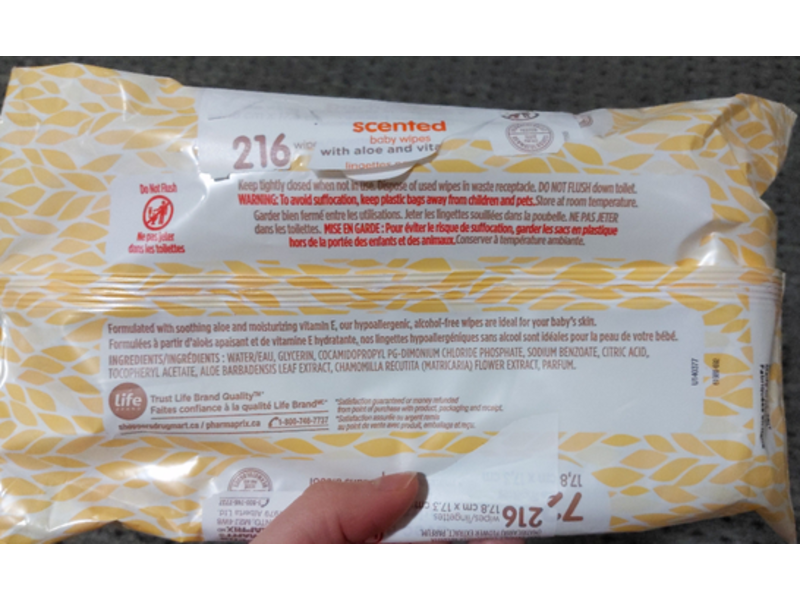 scented
216 baby wipes
with aloe and
lingettes
Do Not Flush
Ne pas jeter
dans les toilettes
Keep tightly closed when not in use. Dispose of used wipes in waste receptacle. DO NOT FLUSH down toilet.
WARNING: To avoid suffocation, keep plastic bags away from children and pets. Store at room temperature.
Garder bien fermé entre les utilisations. Jeter les lingettes souillées dans la poubelle. NE PAS JETER
dans les toilettes. MISE EN GARDE : Pour éviter le risque de suffocation, garder les sacs en plastique
hors de la portée des enfants et des animaux. Conserver à température ambiante.
Formulated with soothing aloe and moisturizing vitamin E, our hypoallergenic, alcohol-free wipes are ideal for your baby's skin.
Formulées à partir d'aloès apaisant et de vitamine E hydratante, nos lingettes hypoallergéniques sans alcool sont idéales pour la peau de votre bébé.
INGREDIENTS/INGRÉDIENTS : WATER/EAU, GLYCERIN, COCAMIDOPROPYL PG-DIMONIUM CHLORIDE PHOSPHATE, SODIUM BENZOATE, CITRIC ACID,
TOCOPHERYL ACETATE, ALOE BARBADENSIS LEAF EXTRACT, CHAMOMILLA RECUTITA (MATRICARIA) FLOWER EXTRACT, PARFUM.
life
BRAND
Trust Life Brand Quality™
Faites confiance à la qualité Life Brand
shoppersdrugmart.ca / pharmaprix.ca 1-800-746-7737
*Satisfaction guaranteed or money refunded
from point of purchase with product, packaging and receipt.
*Satisfaction assurée ou argent remis
au point de vente avec produit, emballage et reçu.
216
wipes/lingettes
17.8 cm x 17.3 cm